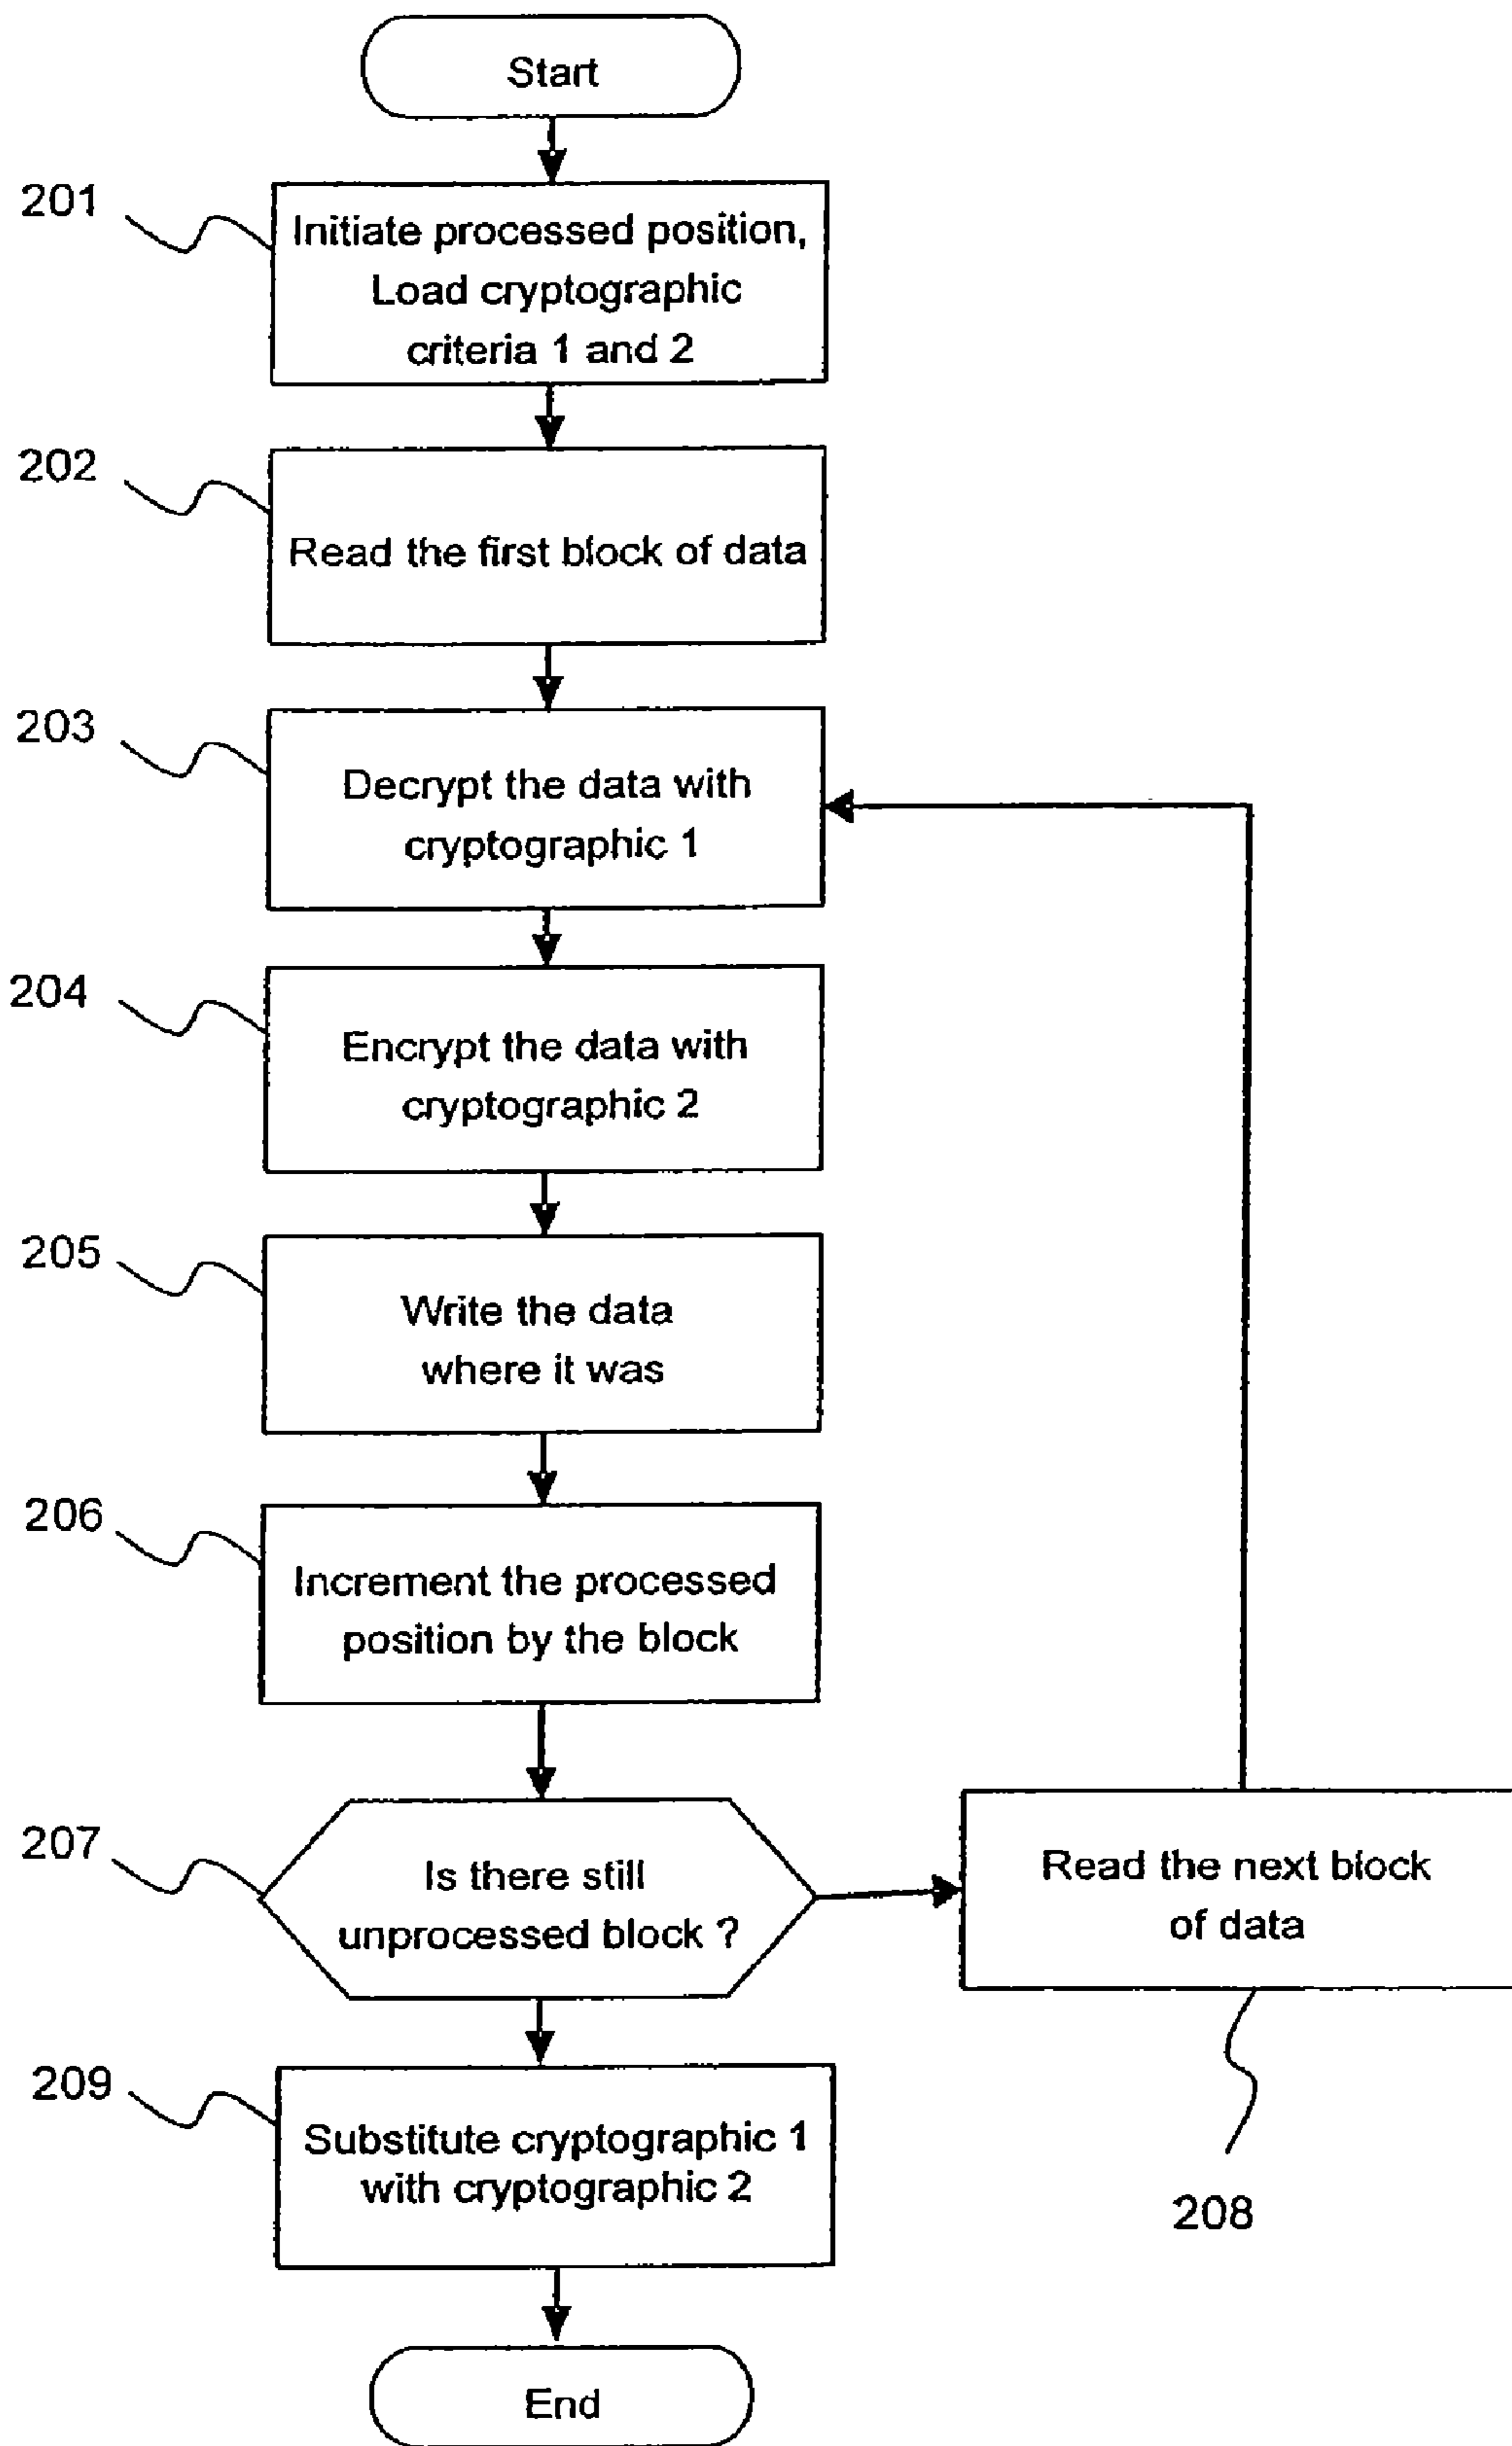 Start
201
Initiate processed position,
Load cryptographic
criteria 1 and 2
202
Read the first block of data
203
Decrypt the data with
cryptographic 1
204
Encrypt the data with
cryptographic 2
205
Write the data
where it was
206
Increment the processed
position by the block
207
Is there still
unprocessed block ?
Read the next block
of data
208
209
Substitute cryptographic 1
with cryptographic 2
End